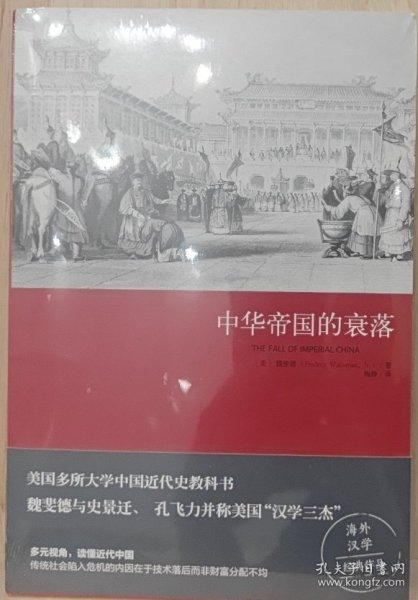 中华帝国的衰落
THE FALL OF IMPERIAL CHINA
〔美〕魏斐德（Frederic Wakeman, Jr.）著
梅静 译
美国多所大学中国近代史教科书
魏斐德与史景迁、孔飞力并称美国“汉学三杰”
多元视角，读懂近代中国
传统社会陷入危机的内因在于技术落后而非财富分配不均
海外
汉学
孔夫子旧书网